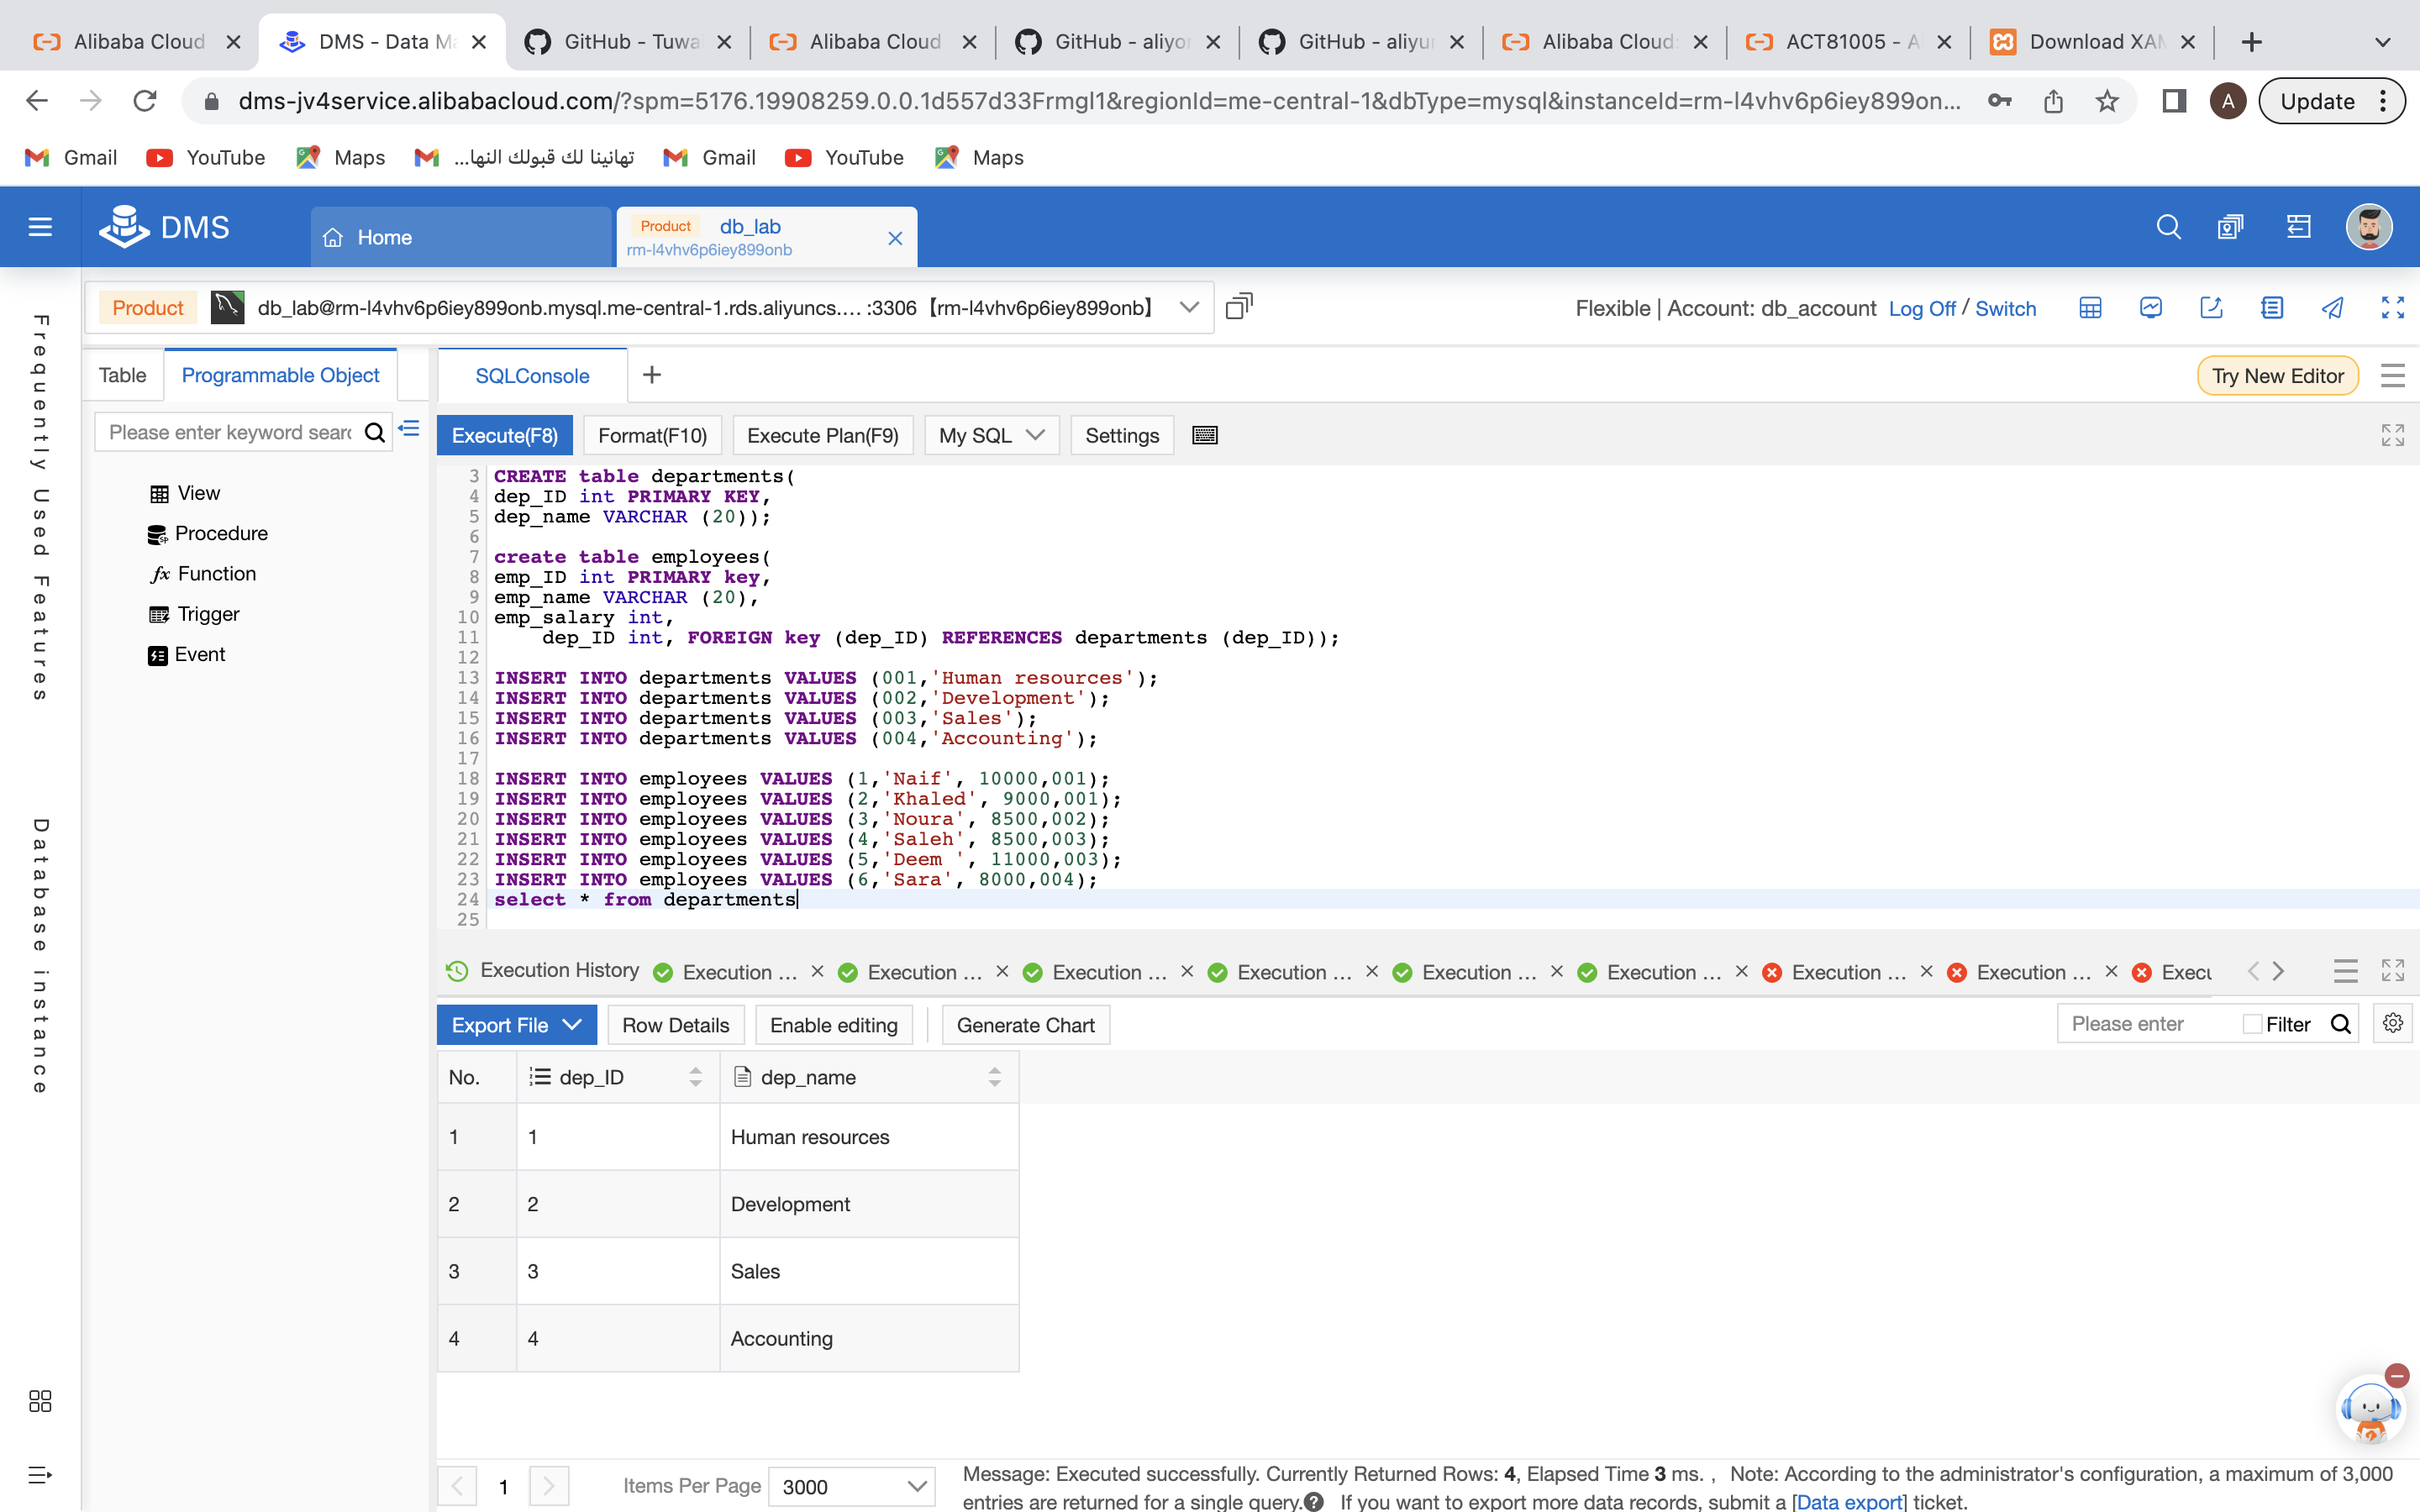 Alibaba Cloud
DMS - Data Ma
GitHub - Tuwa
Alibaba Cloud
GitHub - aliyor
GitHub - aliyur
Alibaba Cloud:
ACT81005 - A
Download XAM
dms-jv4service.alibabacloud.com/?spm=5176.19908259.0.0.1d557d33Frmgl1&regionId=me-central-1&dbType=mysql&instanceId=rm-l4vhv6p6iey899on...
A
Update
Gmail
YouTube
Maps
تهانينا لك قبولك النها...
Gmail
YouTube
Maps
DMS
Home
Product db_lab
rm-l4vhv6p6iey899onb
Product
db_lab@rm-l4vhv6p6iey899onb.mysql.me-central-1.rds.aliyuncs.... :3306【rm-l4vhv6p6iey899onb】
Flexible | Account: db_account Log Off / Switch
Frequently Used Features
Database instance
Table
Programmable Object
Please enter keyword searc
View
Procedure
Function
Trigger
Event
SQLConsole
Try New Editor
Execute(F8)
Format(F10)
Execute Plan(F9)
My SQL
Settings
3 CREATE table departments(
4 dep_ID int PRIMARY KEY,
5 dep_name VARCHAR (20));
6
7 create table employees(
8 emp_ID int PRIMARY key,
9 emp_name VARCHAR (20),
10 emp_salary int,
11 dep_ID int, FOREIGN key (dep_ID) REFERENCES departments (dep_ID));
12
13 INSERT INTO departments VALUES (001,'Human resources');
14 INSERT INTO departments VALUES (002,'Development');
15 INSERT INTO departments VALUES (003,'Sales');
16 INSERT INTO departments VALUES (004,'Accounting');
17
18 INSERT INTO employees VALUES (1,'Naif', 10000,001);
19 INSERT INTO employees VALUES (2,'Khaled', 9000,001);
20 INSERT INTO employees VALUES (3,'Noura', 8500,002);
21 INSERT INTO employees VALUES (4,'Saleh', 8500,003);
22 INSERT INTO employees VALUES (5,'Deem ', 11000,003);
23 INSERT INTO employees VALUES (6,'Sara', 8000,004);
24 select * from departments
25
Execution History
Execution ...
Execution ...
Execution ...
Execution ...
Execution ...
Execution ...
Execution ...
Execution ...
Execu
Export File
Row Details
Enable editing
Generate Chart
Please enter
Filter
No. dep_ID dep_name
1 1 Human resources
2 2 Development
3 3 Sales
4 4 Accounting
1
Items Per Page 3000
Message: Executed successfully. Currently Returned Rows: 4, Elapsed Time 3 ms. , Note: According to the administrator's configuration, a maximum of 3,000
entries are returned for a single query. If you want to export more data records, submit a [Data export] ticket.